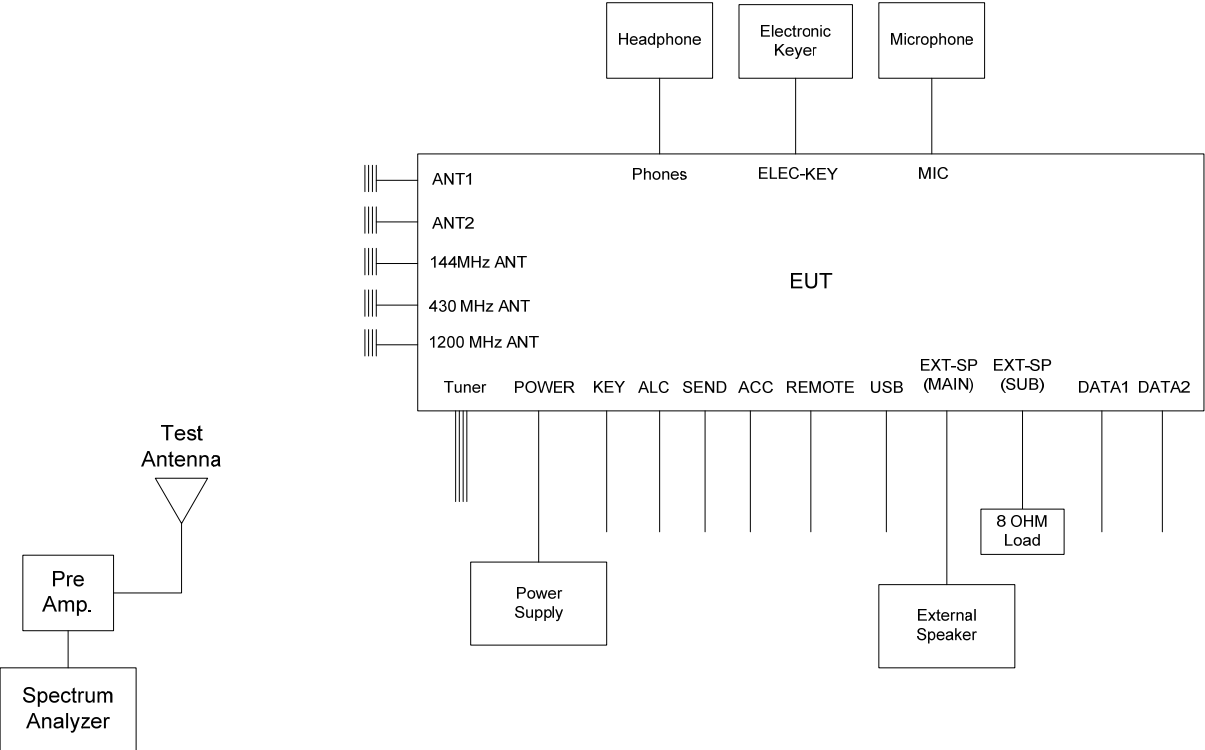 Headphone
Electronic
Keyer
Microphone
Phones
ELEC-KEY
MIC
ANT1
ANT2
144MHz ANT
430 MHz ANT
1200 MHz ANT
EUT
Tuner
POWER
KEY
ALC
SEND
ACC
REMOTE
USB
EXT-SP
(MAIN)
EXT-SP
(SUB)
DATA1
DATA2
Test
Antenna
8 OHM
Load
Pre
Amp.
Power
Supply
External
Speaker
Spectrum
Analyzer